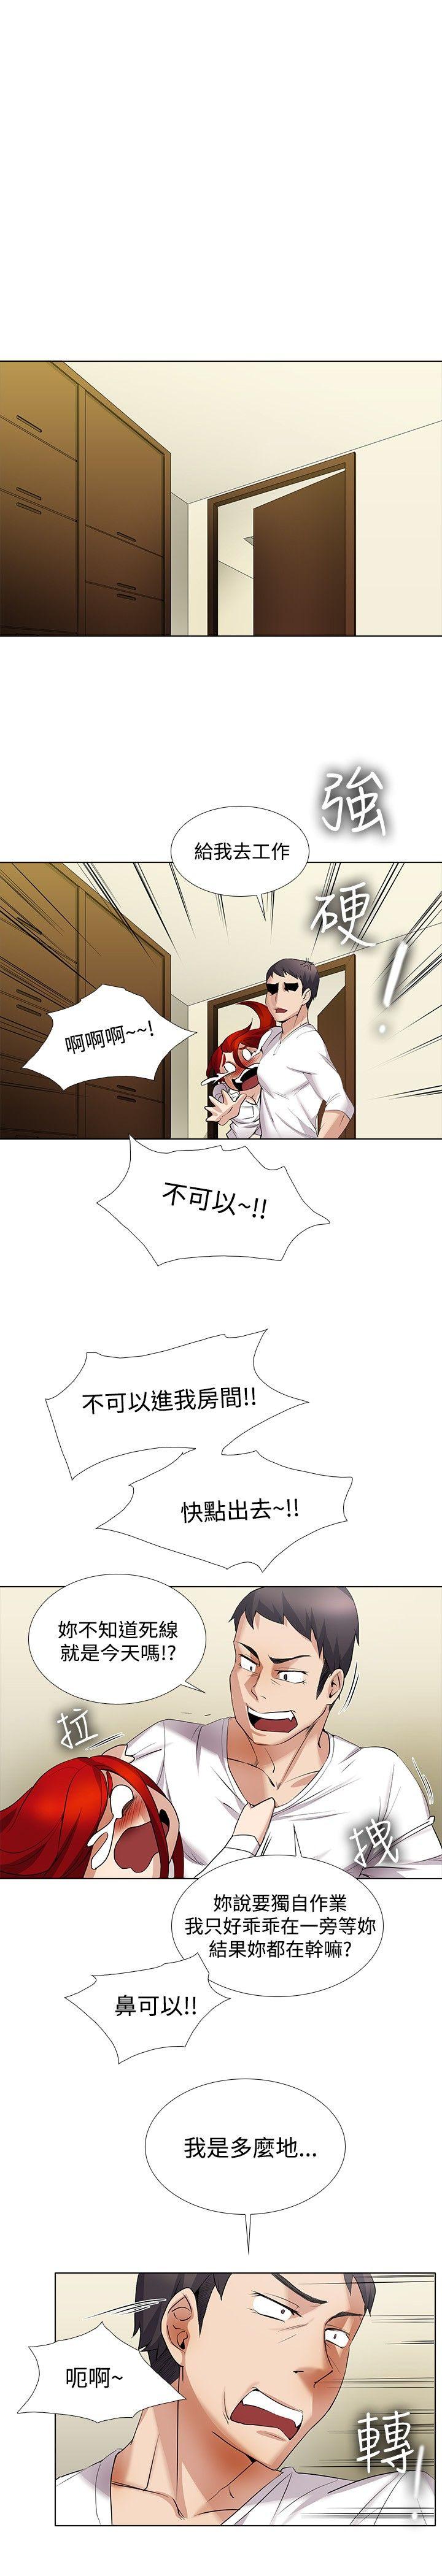 強
硬！
給我去工作
啊啊啊~~!
不可以~!!
不可以進我房間!!
快點出去~!!
妳不知道死線
就是今天嗎!?
拉
拽
妳說要獨自作業
我只好乖乖在一旁等妳
結果妳都在幹嘛?
鼻可以!!
我是多麼地...
呃啊~
轉！